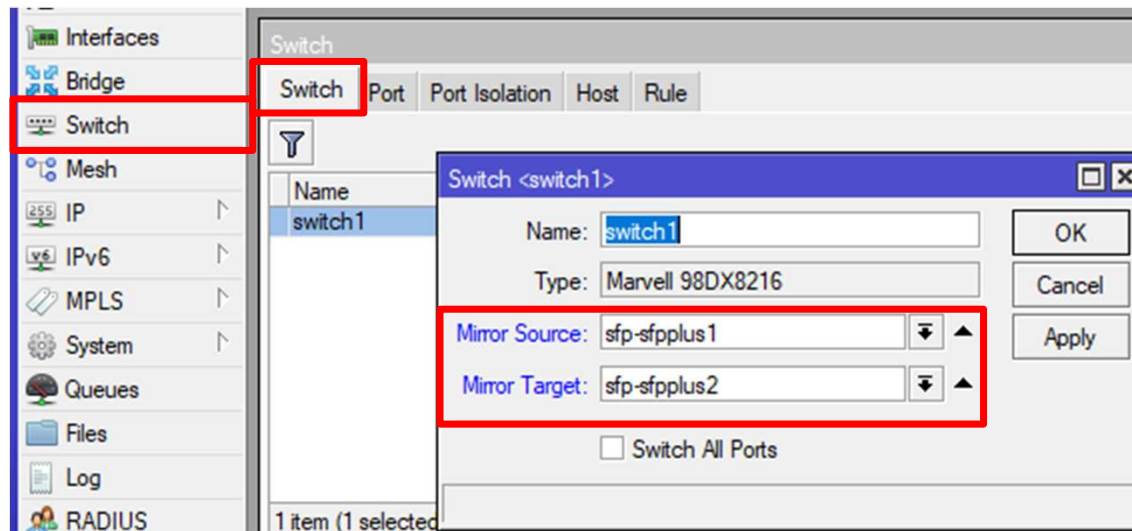 Interfaces
Bridge
Switch
Mesh
255 IP
v6 IPv6
MPLS
System
Queues
Files
Log
RADIUS
Switch
Switch Port Port Isolation Host Rule
Name
switch1
1 item (1 selected
Switch <switch1>
Name: switch1
Type: Marvell 98DX8216
Mirror Source: sfp-sfpplus1
Mirror Target: sfp-sfpplus2
Switch All Ports
OK
Cancel
Apply